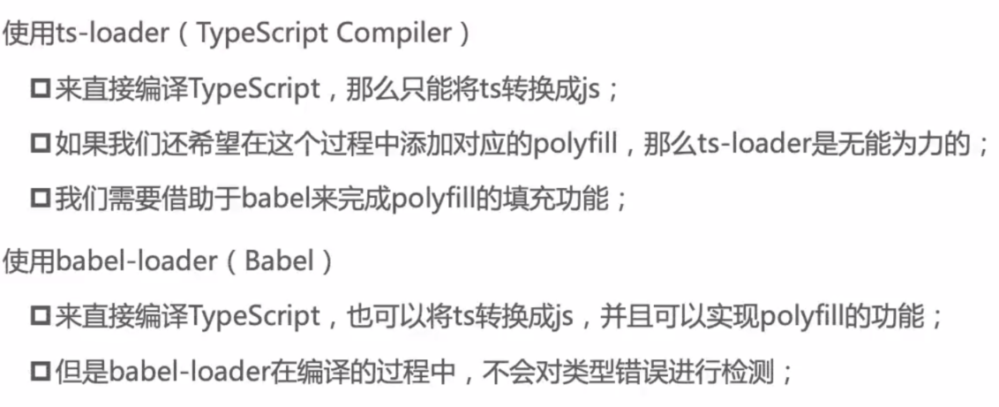 使用ts-loader（TypeScript Compiler）
来直接编译TypeScript，那么只能将ts转换成js；
如果我们还希望在这个过程中添加对应的polyfill，那么ts-loader是无能为力的；
我们需要借助于babel来完成polyfill的填充功能；
使用babel-loader（Babel）
来直接编译TypeScript，也可以将ts转换成js，并且可以实现polyfill的功能；
但是babel-loader在编译的过程中，不会对类型错误进行检测；